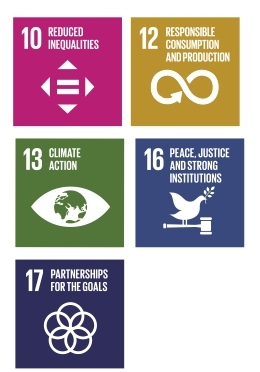 10 REDUCED
INEQUALITIES
12 RESPONSIBLE
CONSUMPTION
AND PRODUCTION
13 CLIMATE
ACTION
16 PEACE, JUSTICE
AND STRONG
INSTITUTIONS
17 PARTNERSHIPS
FOR THE GOALS